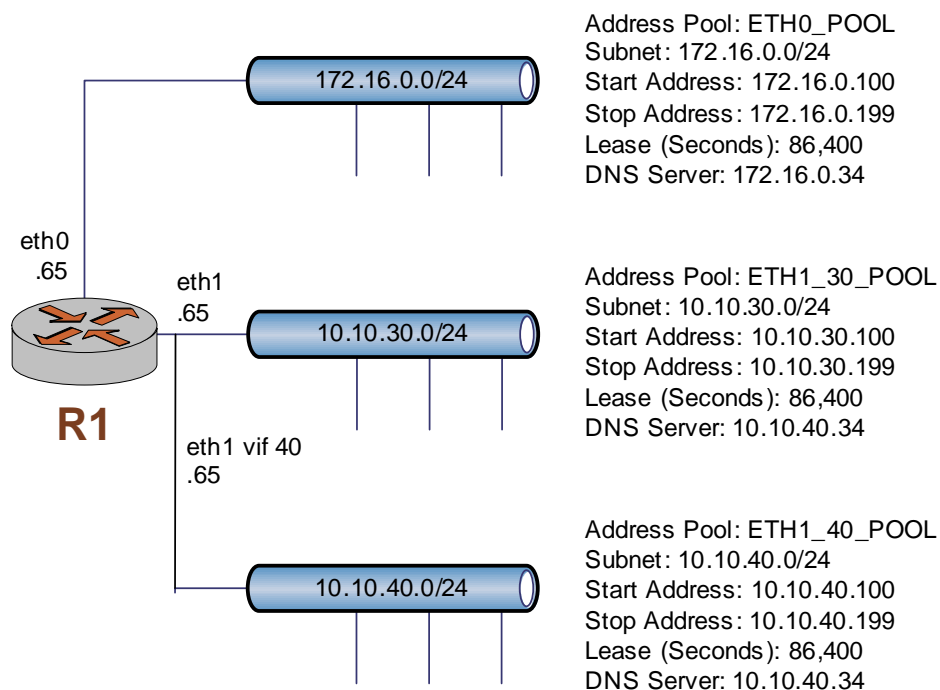 172.16.0.0/24
Address Pool: ETH0_POOL
Subnet: 172.16.0.0/24
Start Address: 172.16.0.100
Stop Address: 172.16.0.199
Lease (Seconds): 86,400
DNS Server: 172.16.0.34
eth0
.65
eth1
.65
R1
10.10.30.0/24
Address Pool: ETH1_30_POOL
Subnet: 10.10.30.0/24
Start Address: 10.10.30.100
Stop Address: 10.10.30.199
Lease (Seconds): 86,400
DNS Server: 10.10.40.34
eth1 vif 40
.65
10.10.40.0/24
Address Pool: ETH1_40_POOL
Subnet: 10.10.40.0/24
Start Address: 10.10.40.100
Stop Address: 10.10.40.199
Lease (Seconds): 86,400
DNS Server: 10.10.40.34